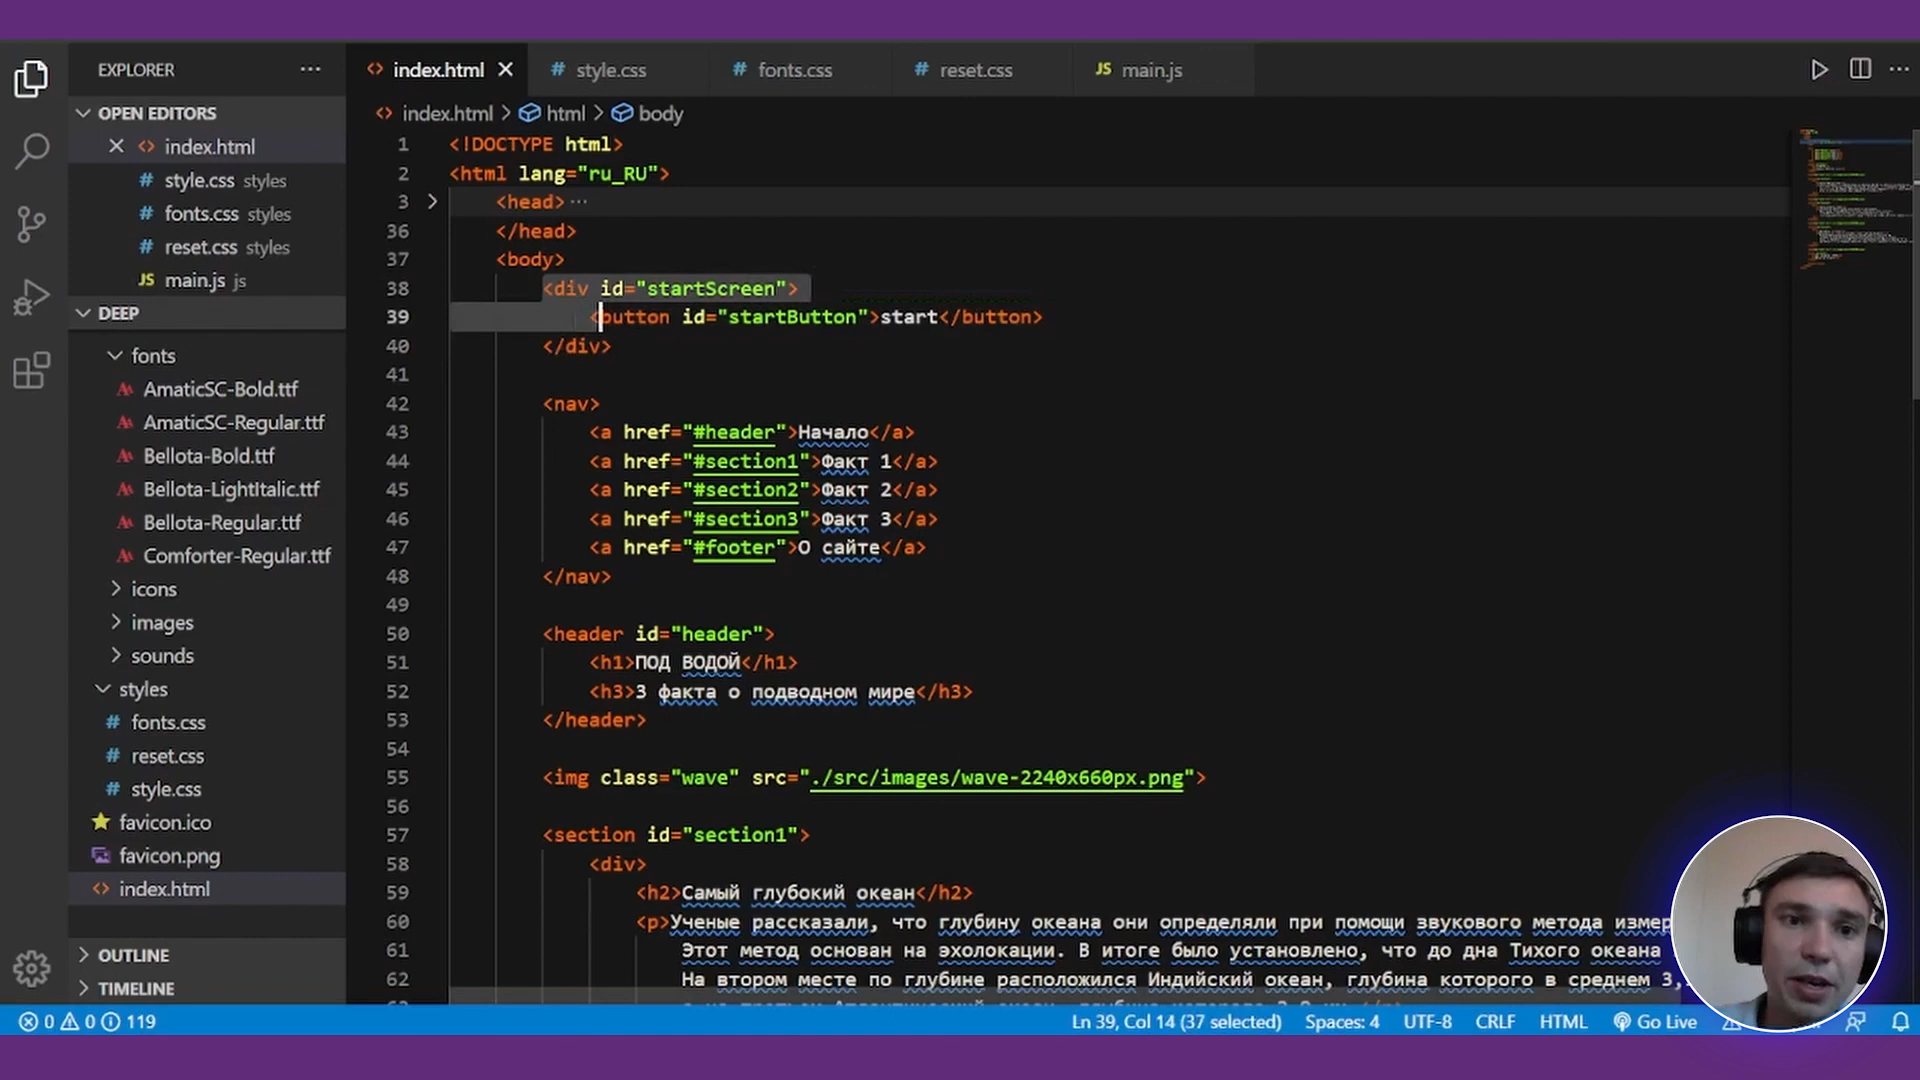 EXPLORER
OPEN EDITORS
index.html
style.css styles
fonts.css styles
reset.css styles
JS main.js js
DEEP
fonts
AmaticSC-Bold.ttf
AmaticSC-Regular.ttf
Bellota-Bold.ttf
Bellota-LightItalic.ttf
Bellota-Regular.ttf
Comforter-Regular.ttf
icons
images
sounds
styles
fonts.css
reset.css
style.css
favicon.ico
favicon.png
index.html
OUTLINE
TIMELINE
index.html style.css fonts.css reset.css JS main.js
index.html > html > body
1 <!DOCTYPE html>
2 <html lang="ru_RU">
3 <head> ···
36 </head>
37 <body>
38 <div id="startScreen">
39 <button id="startButton">start</button>
40 </div>
41
42 <nav>
43 <a href="#header">Начало</a>
44 <a href="#section1">Факт 1</a>
45 <a href="#section2">Факт 2</a>
46 <a href="#section3">Факт 3</a>
47 <a href="#footer">О сайте</a>
48 </nav>
49
50 <header id="header">
51 <h1>ПОД ВОДОЙ</h1>
52 <h3>3 факта о подводном мире</h3>
53 </header>
54
55 <img class="wave" src="./src/images/wave-2240x660px.png">
56
57 <section id="section1">
58 <div>
59 <h2>Самый глубокий океан</h2>
60 <p>Ученые рассказали, что глубину океана они определяли при помощи звукового метода измер
61 Этот метод основан на эхолокации. В итоге было установлено, что до дна Тихого океана
62 На втором месте по глубине расположился Индийский океан, глубина которого в среднем 3,
0 0 119
Ln 39, Col 14 (37 selected) Spaces: 4 UTF-8 CRLF HTML Go Live